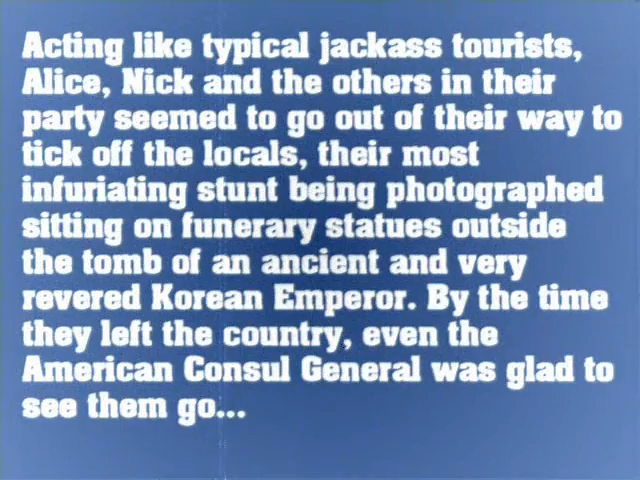 Acting like typical jackass tourists,
Alice, Nick and the others in their
party seemed to go out of their way to
tick off the locals, their most
infuriating stunt being photographed
sitting on funerary statues outside
the tomb of an ancient and very
revered Korean Emperor. By the time
they left the country, even the
American Consul General was glad to
see them go...